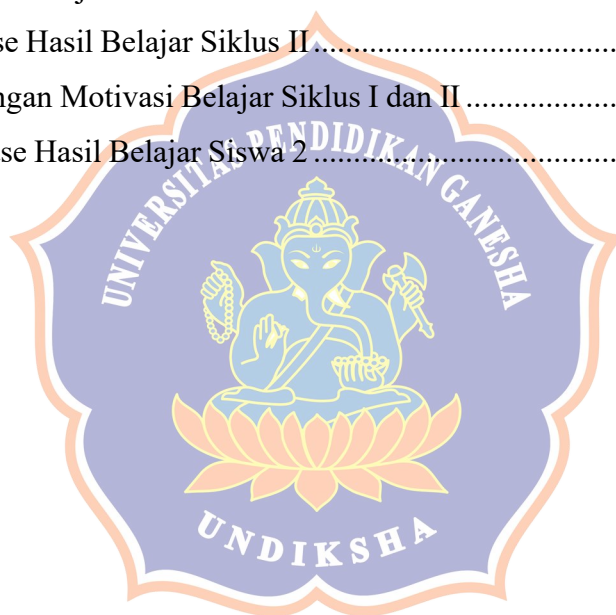 se Hasil Belajar Siklus II ..........................................
ngan Motivasi Belajar Siklus I dan II ....................
ase Hasil Belajar Siswa 2 ..........................................
UNIVERSITAS PENDIDIKAN GANESHA
UNDIKSHA